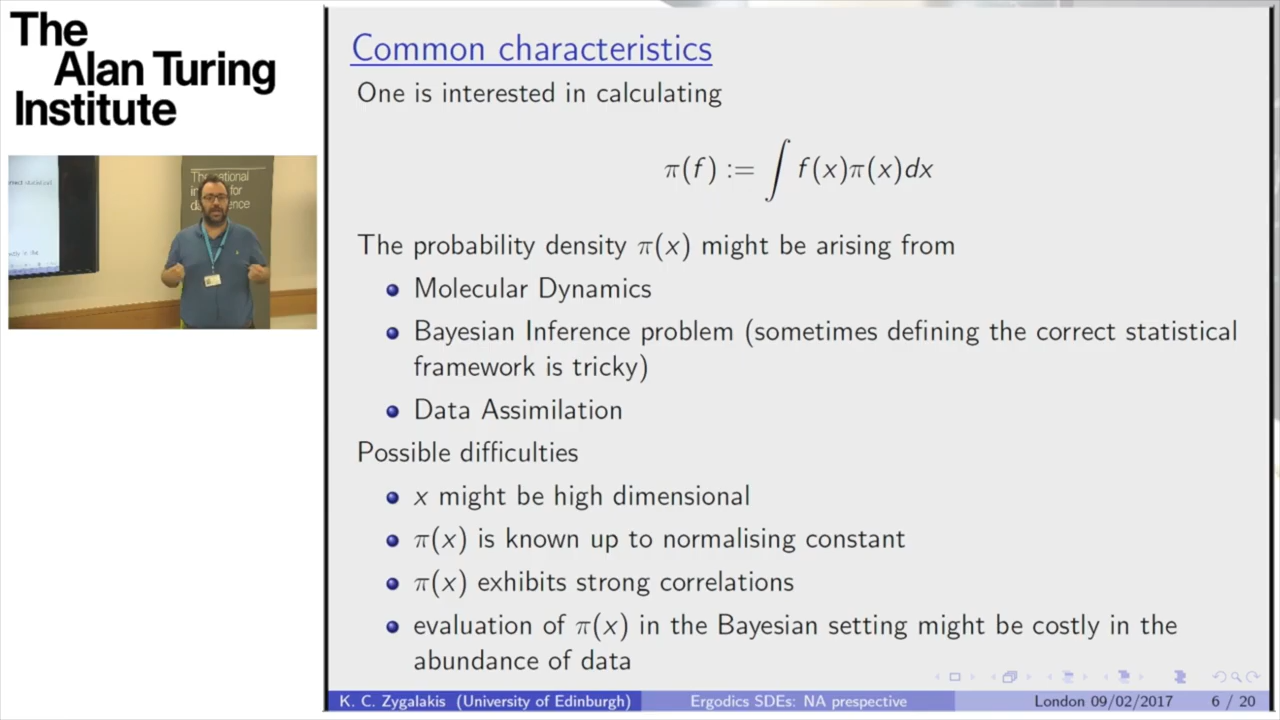 The
Alan Turing
Institute
Common characteristics
One is interested in calculating
π(f) := ∫ f(x)π(x)dx
The probability density π(x) might be arising from
Molecular Dynamics
Bayesian Inference problem (sometimes defining the correct statistical
framework is tricky)
Data Assimilation
Possible difficulties
x might be high dimensional
π(x) is known up to normalising constant
π(x) exhibits strong correlations
evaluation of π(x) in the Bayesian setting might be costly in the
abundance of data
K. C. Zygalakis (University of Edinburgh) Ergodics SDEs: NA prespective London 09/02/2017 6 / 20